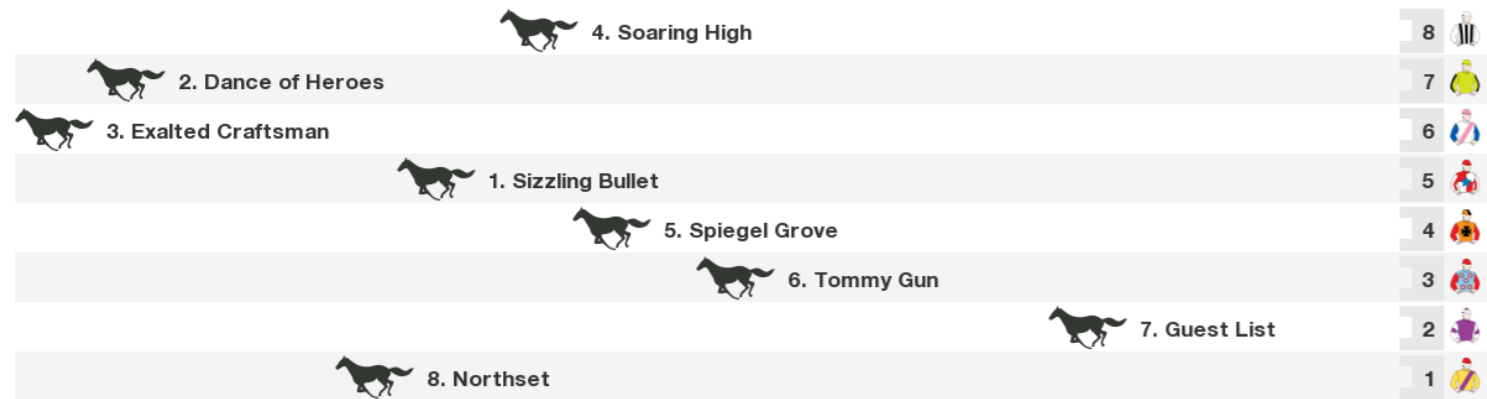 4. Soaring High 8
2. Dance of Heroes 7
3. Exalted Craftsman 6
1. Sizzling Bullet 5
5. Spiegel Grove 4
6. Tommy Gun 3
7. Guest List 2
8. Northset 1